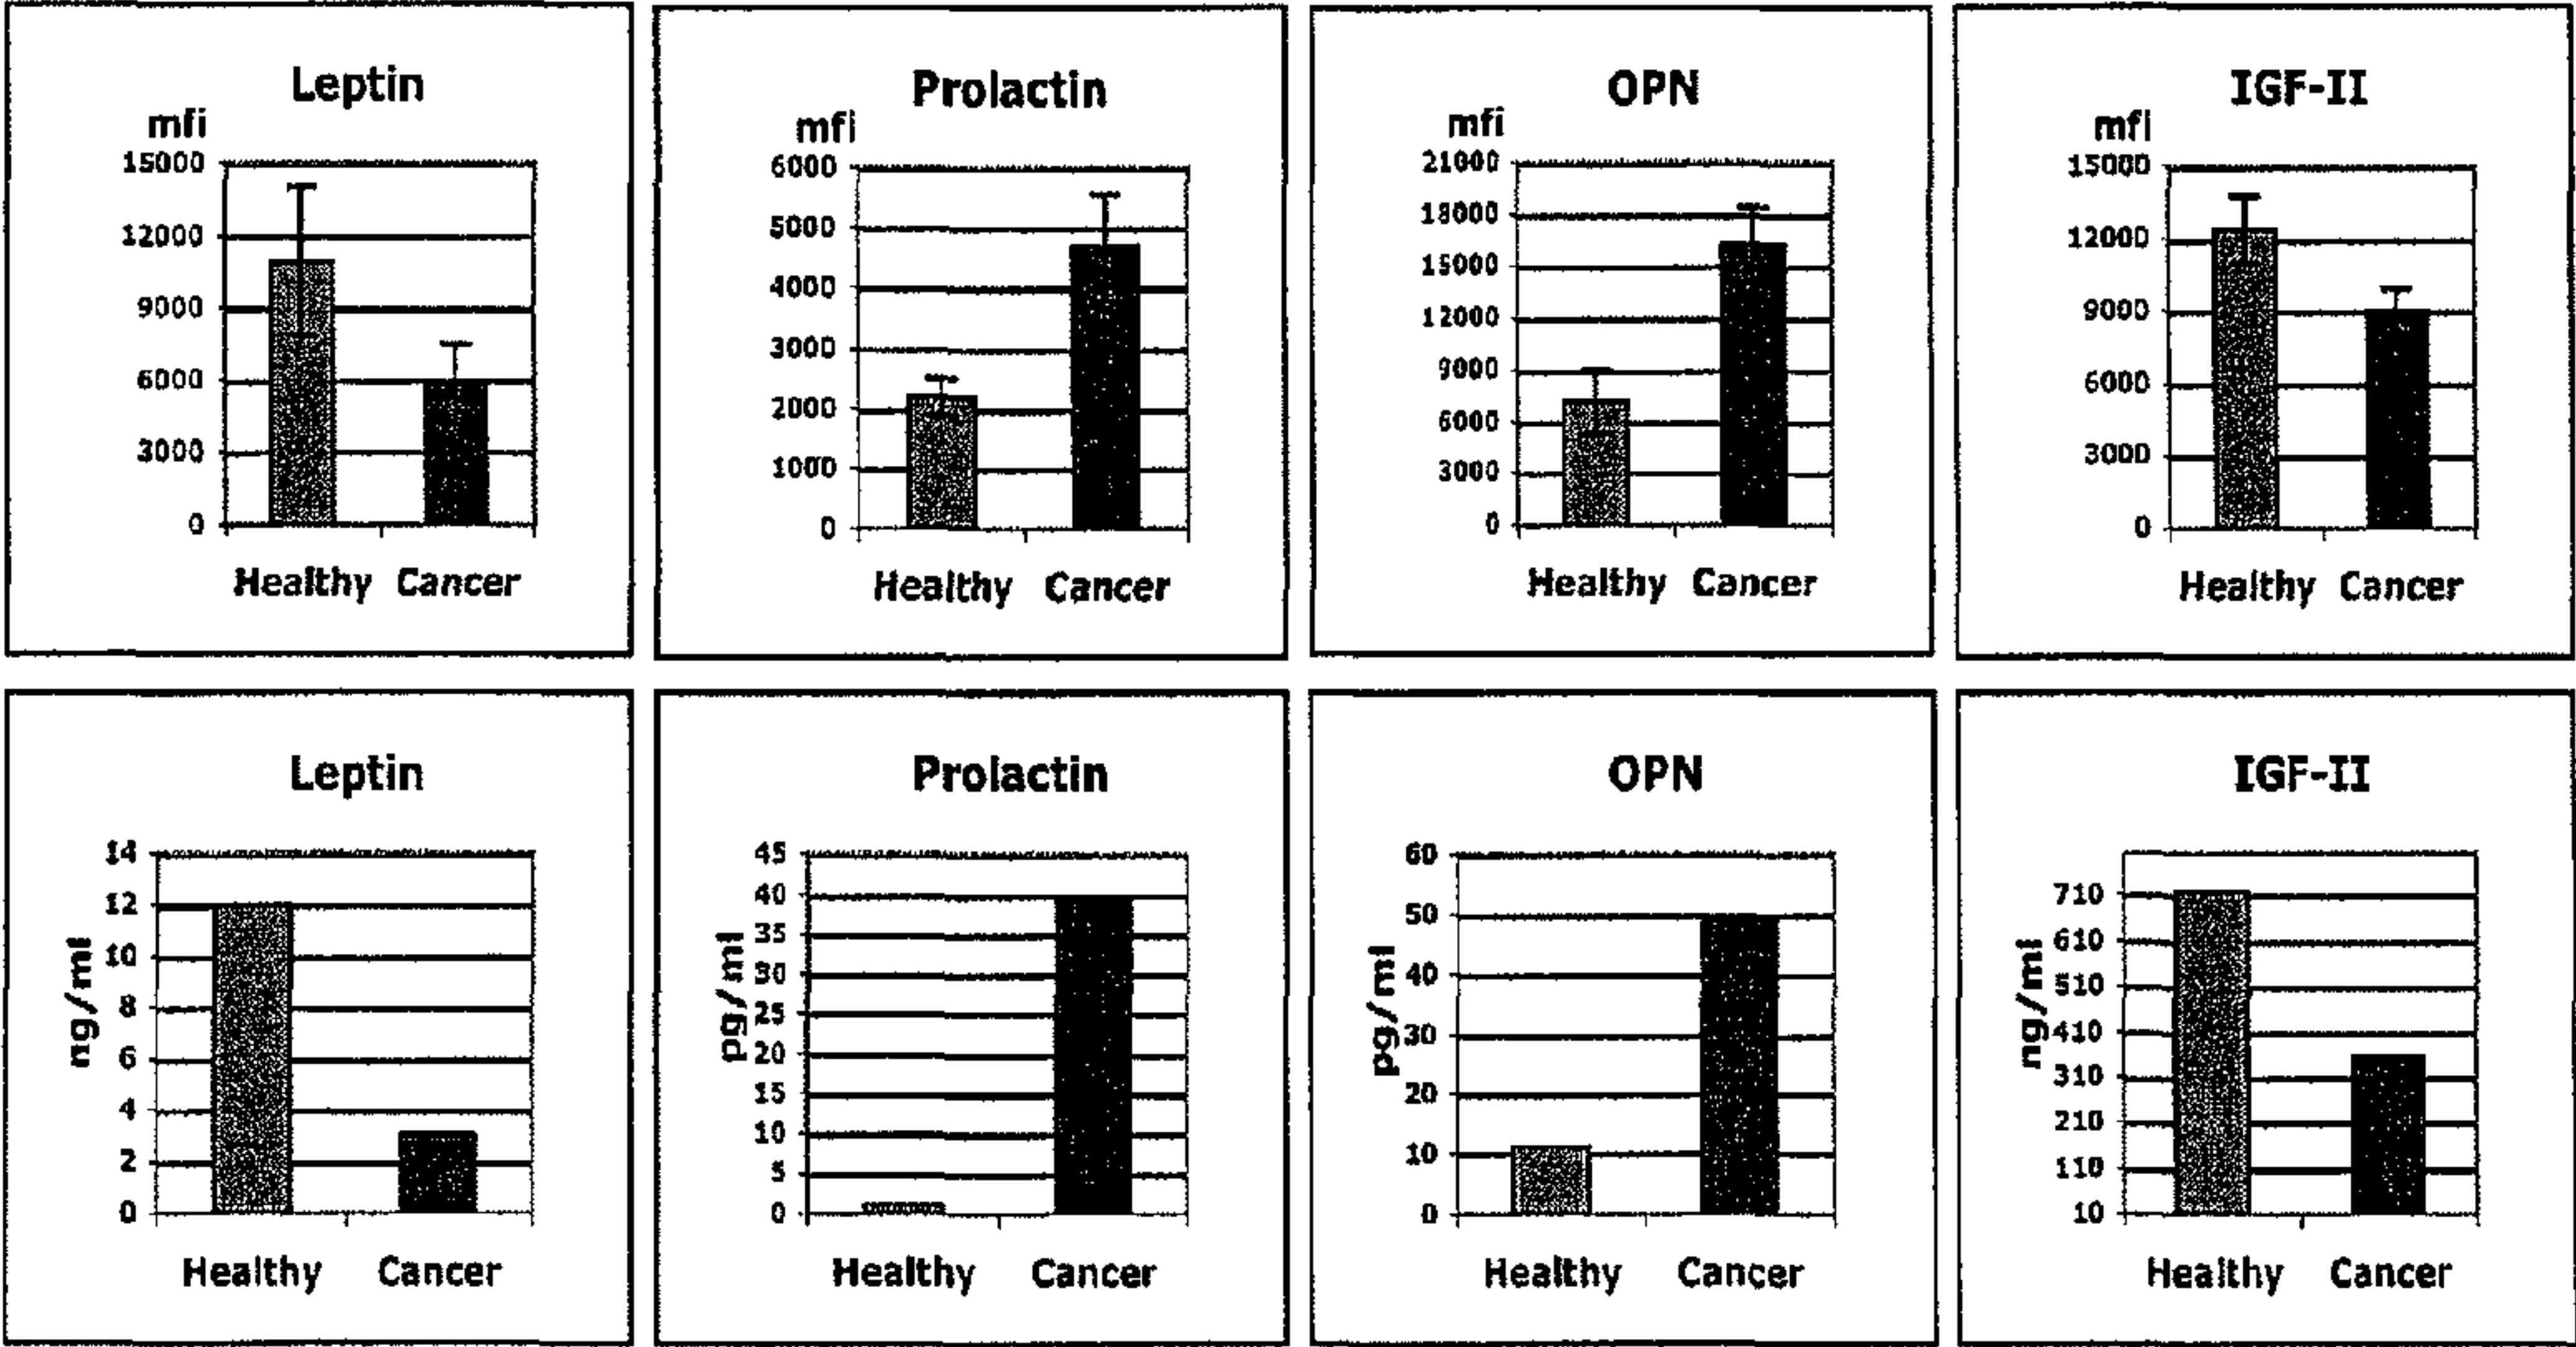 Leptin
mfi
15000
12000
9000
6000
3000
0
Healthy Cancer
Prolactin
mfi
6000
5000
4000
3000
2000
1000
0
Healthy Cancer
OPN
mfi
21000
18000
15000
12000
9000
6000
3000
0
Healthy Cancer
IGF-II
mfi
15000
12000
9000
6000
3000
0
Healthy Cancer
Leptin
ng/ml
14
12
10
8
6
4
2
0
Healthy Cancer
Prolactin
pg/ml
45
40
35
30
25
20
15
10
5
0
Healthy Cancer
OPN
pg/ml
60
50
40
30
20
10
0
Healthy Cancer
IGF-II
ng/ml
710
610
510
410
310
210
110
10
Healthy Cancer